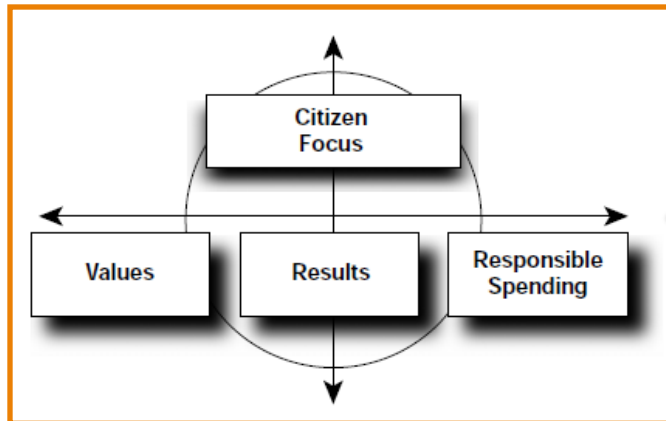 Citizen
Focus
Values
Results
Responsible
Spending